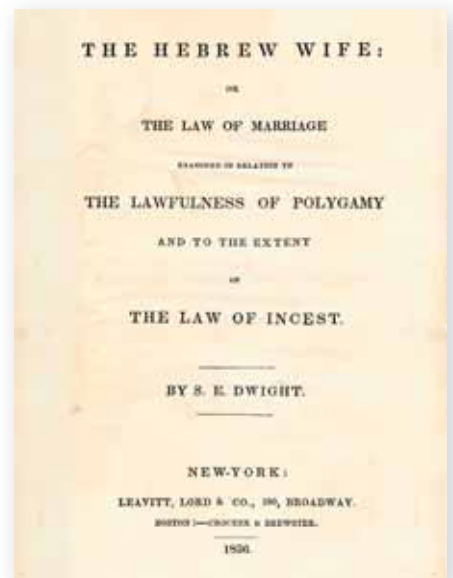 THE HEBREW WIFE:
OR
THE LAW OF MARRIAGE
EXAMINED IN RELATION TO
THE LAWFULNESS OF POLYGAMY
AND TO THE EXTENT
OF
THE LAW OF INCEST.
BY S. E. DWIGHT.
NEW-YORK:
LEAVITT, LORD & CO., 180, BROADWAY.
BOSTON:—CROCKER & BREWSTER.
1836.